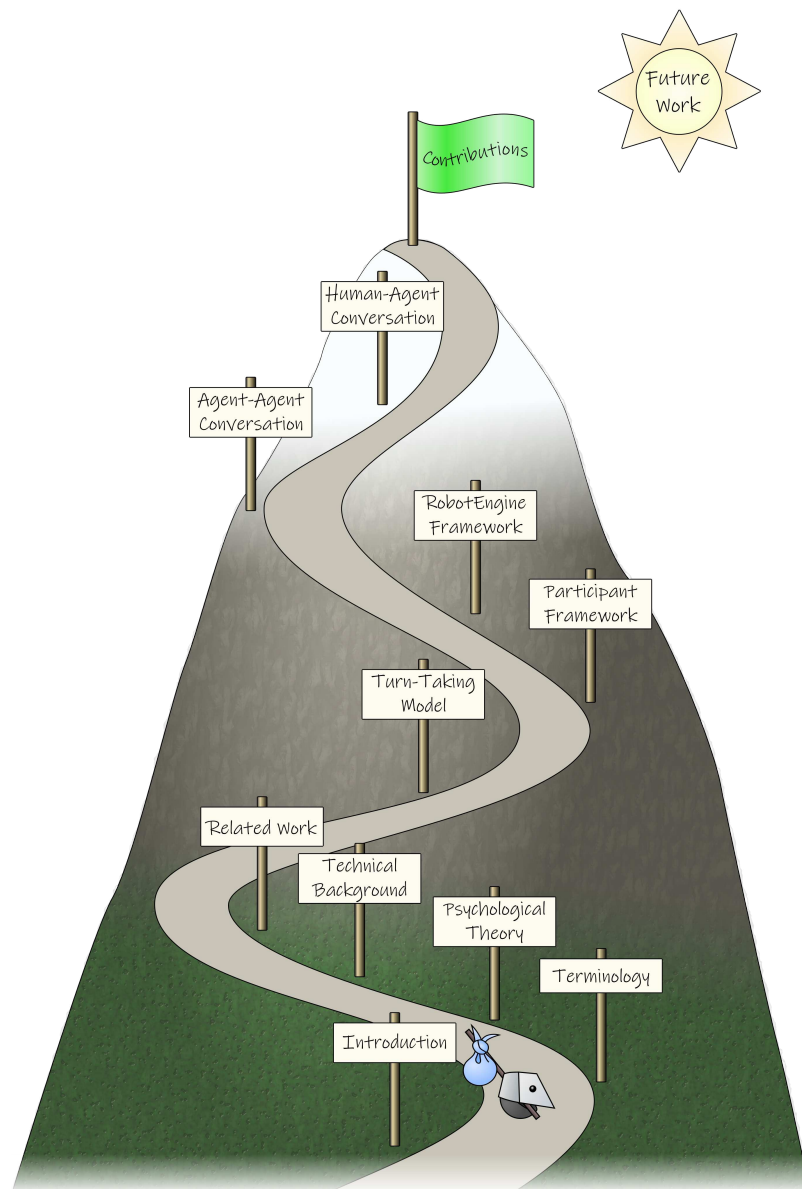 Future
Work
Contributions
Human-Agent
Conversation
Agent-Agent
Conversation
RobotEngine
Framework
Participant
Framework
Turn-Taking
Model
Related Work
Technical
Background
Psychological
Theory
Terminology
Introduction